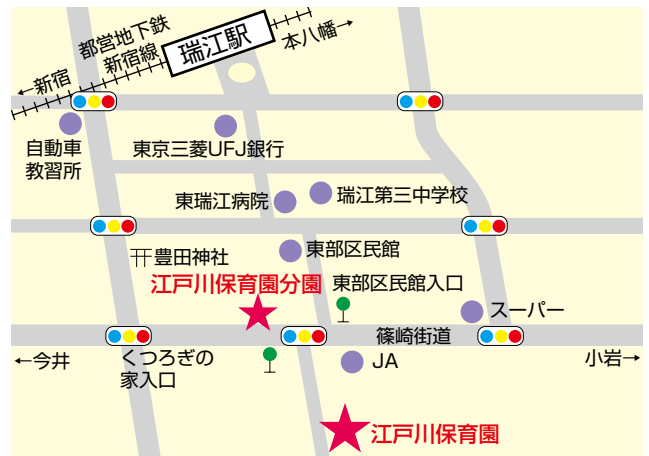 都営地下鉄
新宿線
瑞江駅
本八幡→
←新宿
自動車
教習所
東京三菱UFJ銀行
東瑞江病院
瑞江第三中学校
豊田神社
東部区民館
江戸川保育園分園
東部区民館入口
スーパー
篠崎街道
←今井
くつろぎの
家入口
JA
小岩→
江戸川保育園